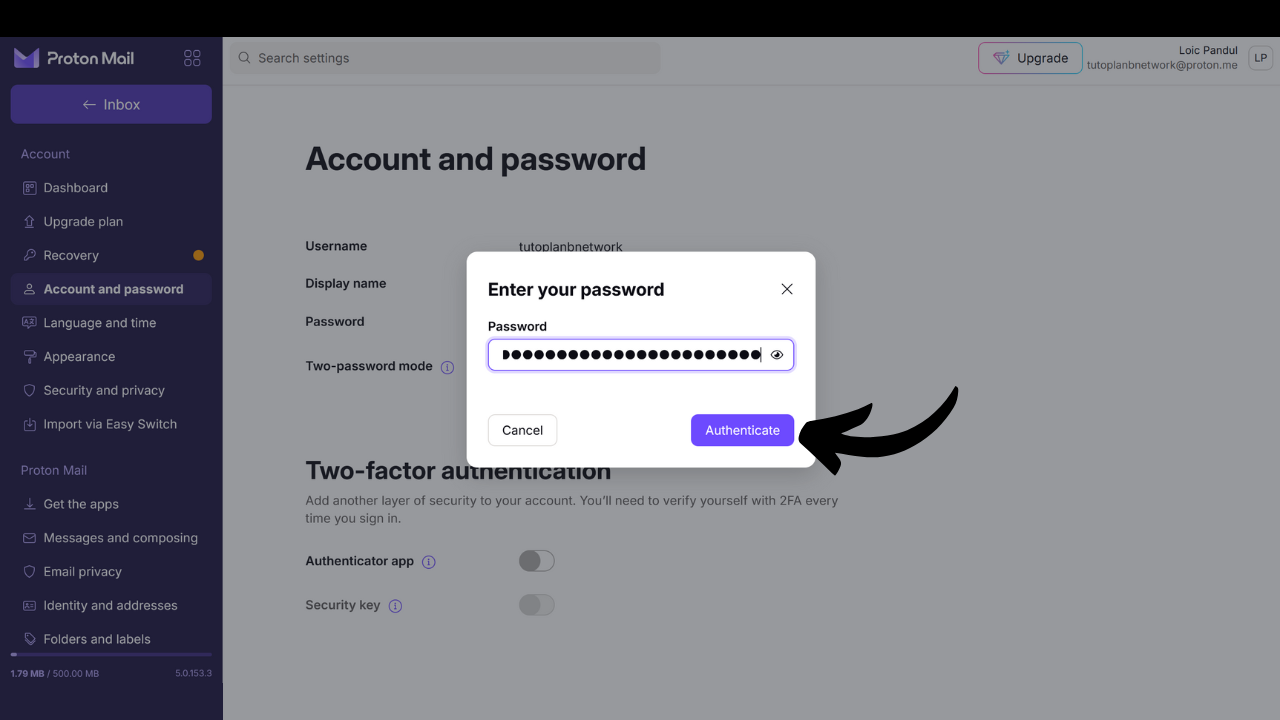 Proton Mail
Search settings
Upgrade
Loic Pandul
tutoplanbnetwork@proton.me
LP
← Inbox
Account
Dashboard
Upgrade plan
Recovery
Account and password
Language and time
Appearance
Security and privacy
Import via Easy Switch
Proton Mail
Get the apps
Messages and composing
Email privacy
Identity and addresses
Folders and labels
1.79 MB / 500.00 MB
5.0.153.3
Account and password
Username
tutoplanbnetwork
Display name
Password
Two-password mode
Enter your password
Password
Cancel
Authenticate
Two-factor authentication
Add another layer of security to your account. You’ll need to verify yourself with 2FA every
time you sign in.
Authenticator app
Security key